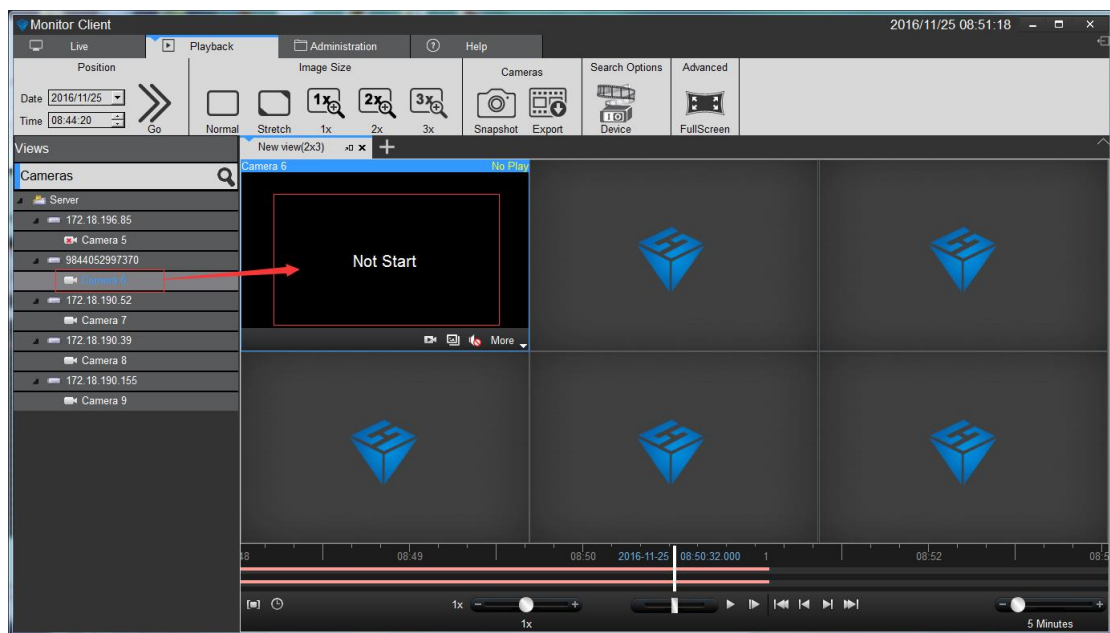 Monitor Client 2016/11/25 08:51:18
Live Playback Administration Help
Position Image Size Cameras Search Options Advanced
Date 2016/11/25
Time 08:44:20
1x 2x 3x
Go Normal Stretch 1x 2x 3x Snapshot Export Device FullScreen
Views New view(2x3)
Cameras
Camera 6 No Play
Server
172.18.196.85
Camera 5
9844052997370
Camera 6
172.18.190.52
Camera 7
172.18.190.39
Camera 8
172.18.190.155
Camera 9
Not Start
More
08:49 08:50 2016-11-25 08:50:32.000 1 08:52
1x
1x 5 Minutes